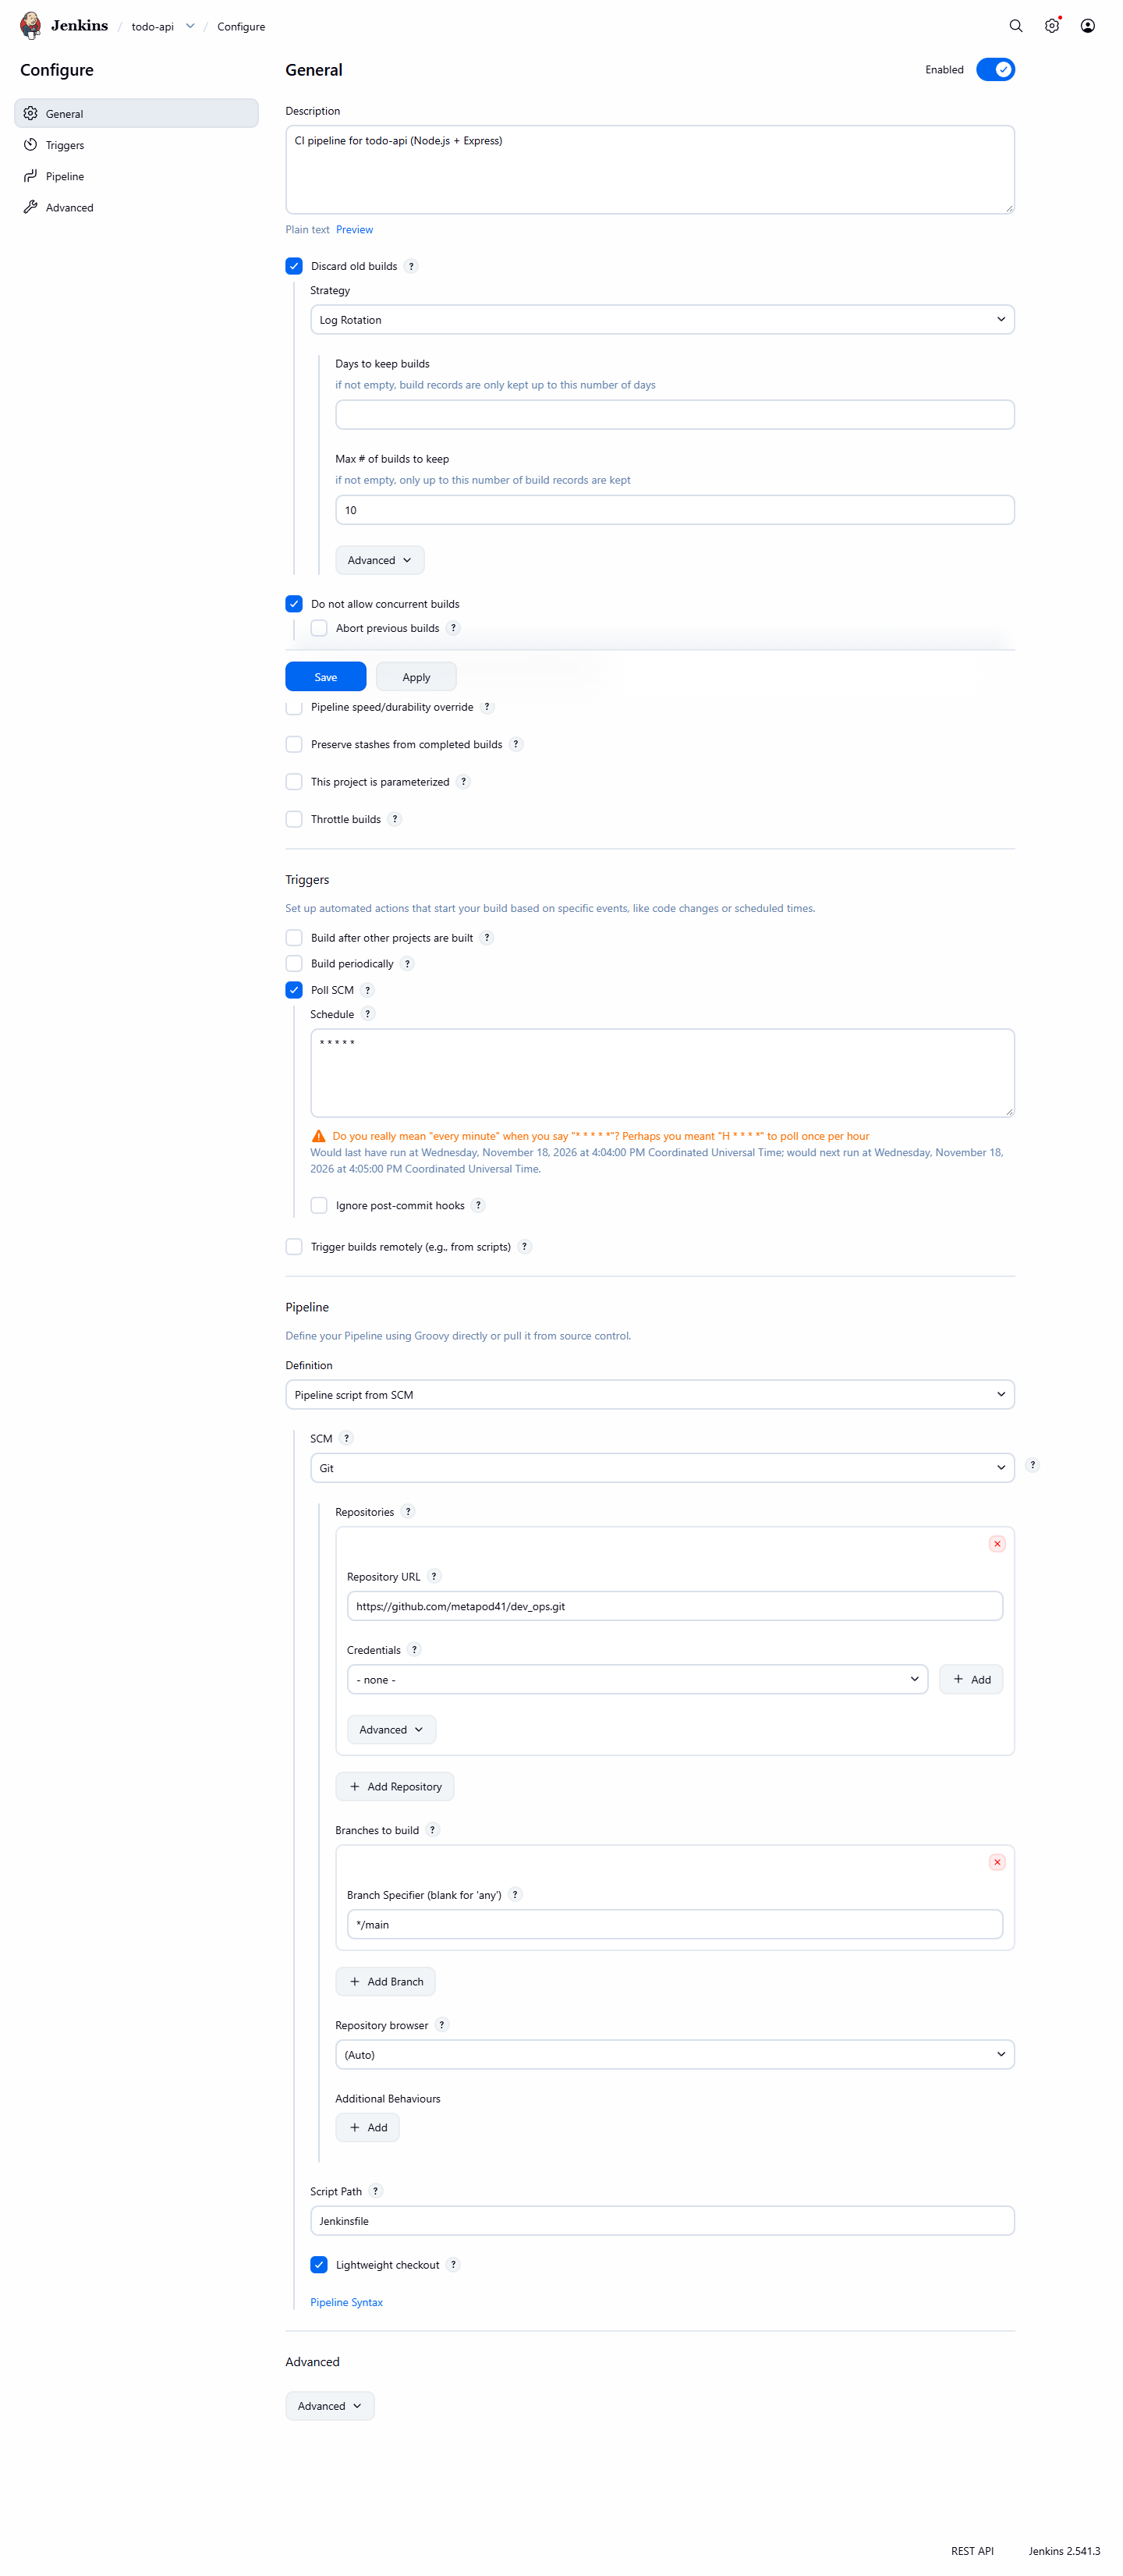 Jenkins / todo-api / Configure
Configure
General
Triggers
Pipeline
Advanced
General
Enabled
Description
CI pipeline for todo-api (Node.js + Express)
Plain text Preview
Discard old builds ?
Strategy
Log Rotation
Days to keep builds
if not empty, build records are only kept up to this number of days
Max # of builds to keep
if not empty, only up to this number of build records are kept
10
Advanced
Do not allow concurrent builds
Abort previous builds ?
Save Apply
Pipeline speed/durability override ?
Preserve stashes from completed builds ?
This project is parameterized ?
Throttle builds ?
Triggers
Set up automated actions that start your build based on specific events, like code changes or scheduled times.
Build after other projects are built ?
Build periodically ?
Poll SCM ?
Schedule ?
* * * * *
Do you really mean "every minute" when you say "* * * * *"? Perhaps you meant "H * * * *" to poll once per hour
Would last have run at Wednesday, November 18, 2026 at 4:04:00 PM Coordinated Universal Time; would next run at Wednesday, November 18,
2026 at 4:05:00 PM Coordinated Universal Time.
Ignore post-commit hooks ?
Trigger builds remotely (e.g., from scripts) ?
Pipeline
Define your Pipeline using Groovy directly or pull it from source control.
Definition
Pipeline script from SCM
SCM ?
Git
?
Repositories ?
Repository URL ?
https://github.com/metapod41/dev_ops.git
Credentials ?
- none -
+ Add
Advanced
+ Add Repository
Branches to build ?
Branch Specifier (blank for 'any') ?
*/main
+ Add Branch
Repository browser ?
(Auto)
Additional Behaviours
+ Add
Script Path ?
Jenkinsfile
Lightweight checkout ?
Pipeline Syntax
Advanced
Advanced
REST API Jenkins 2.541.3